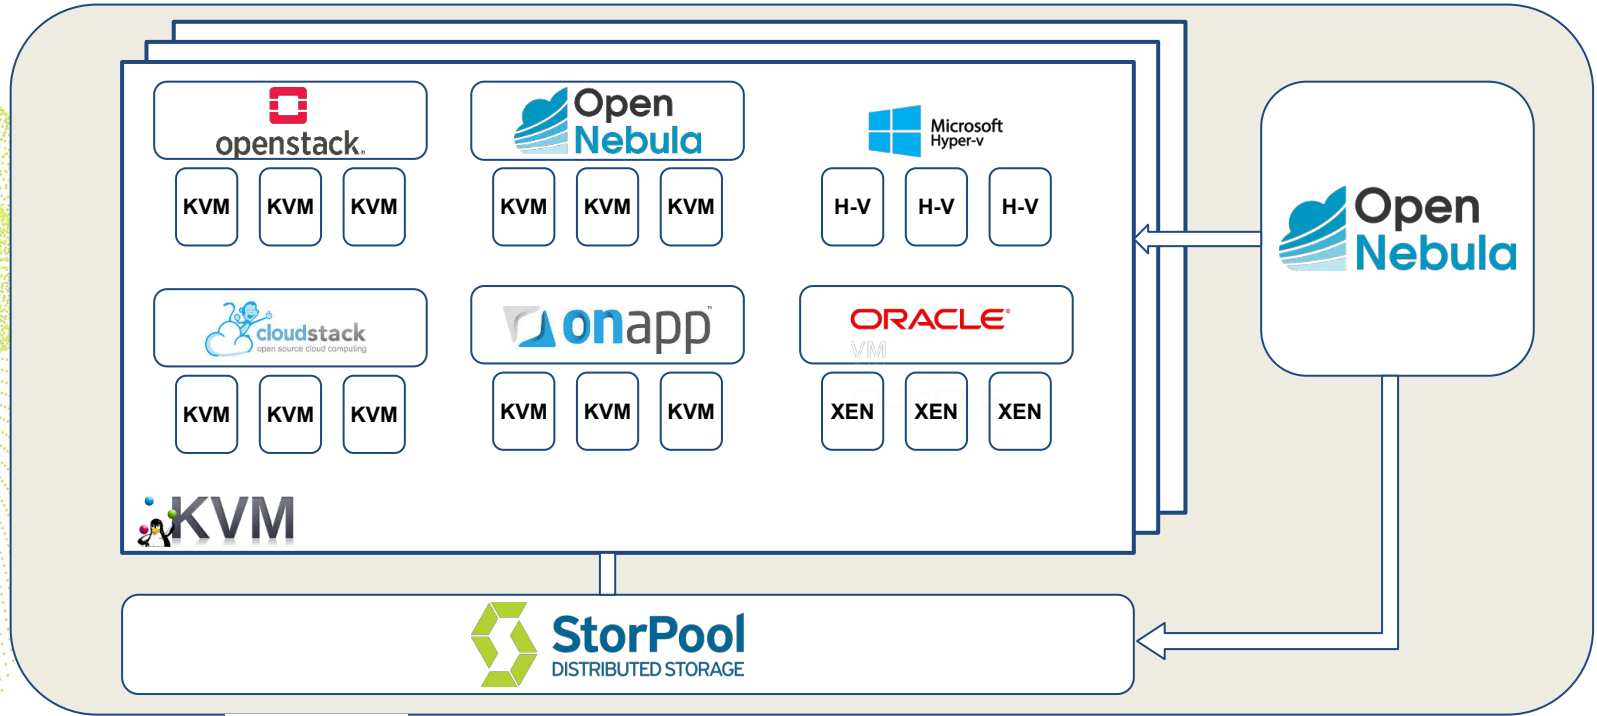 openstack.
Open
Nebula
Microsoft
Hyper-v
KVM KVM KVM
KVM KVM KVM
H-V H-V H-V
Open
Nebula
cloudstack
open source cloud computing
onapp™
ORACLE®
VM
KVM KVM KVM
KVM KVM KVM
XEN XEN XEN
KVM
StorPool
DISTRIBUTED STORAGE